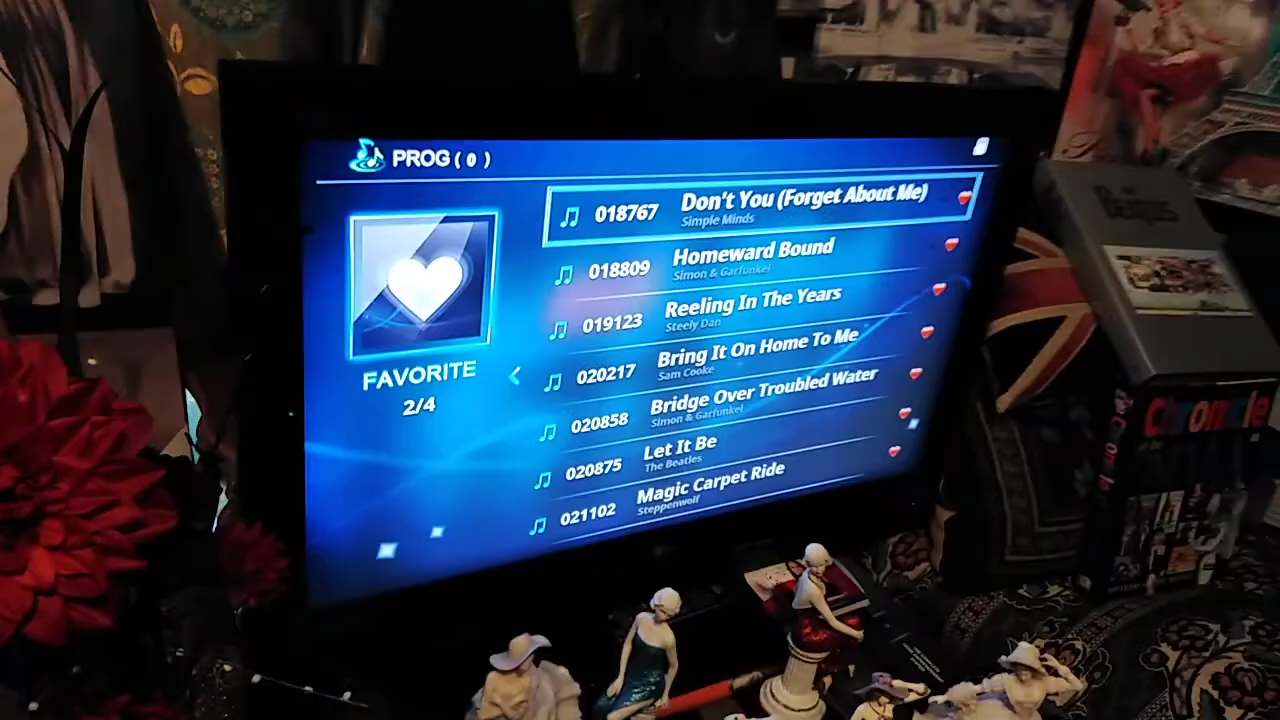 PROG ( 0 )
018767 Don't You (Forget About Me)
Simple Minds
018809 Homeward Bound
Simon & Garfunkel
019123 Reeling In The Years
Steely Dan
020217 Bring It On Home To Me
Sam Cooke
020858 Bridge Over Troubled Water
Simon & Garfunkel
020875 Let It Be
The Beatles
021102 Magic Carpet Ride
Steppenwolf
FAVORITE
2/4
The Beatles
Chronicle